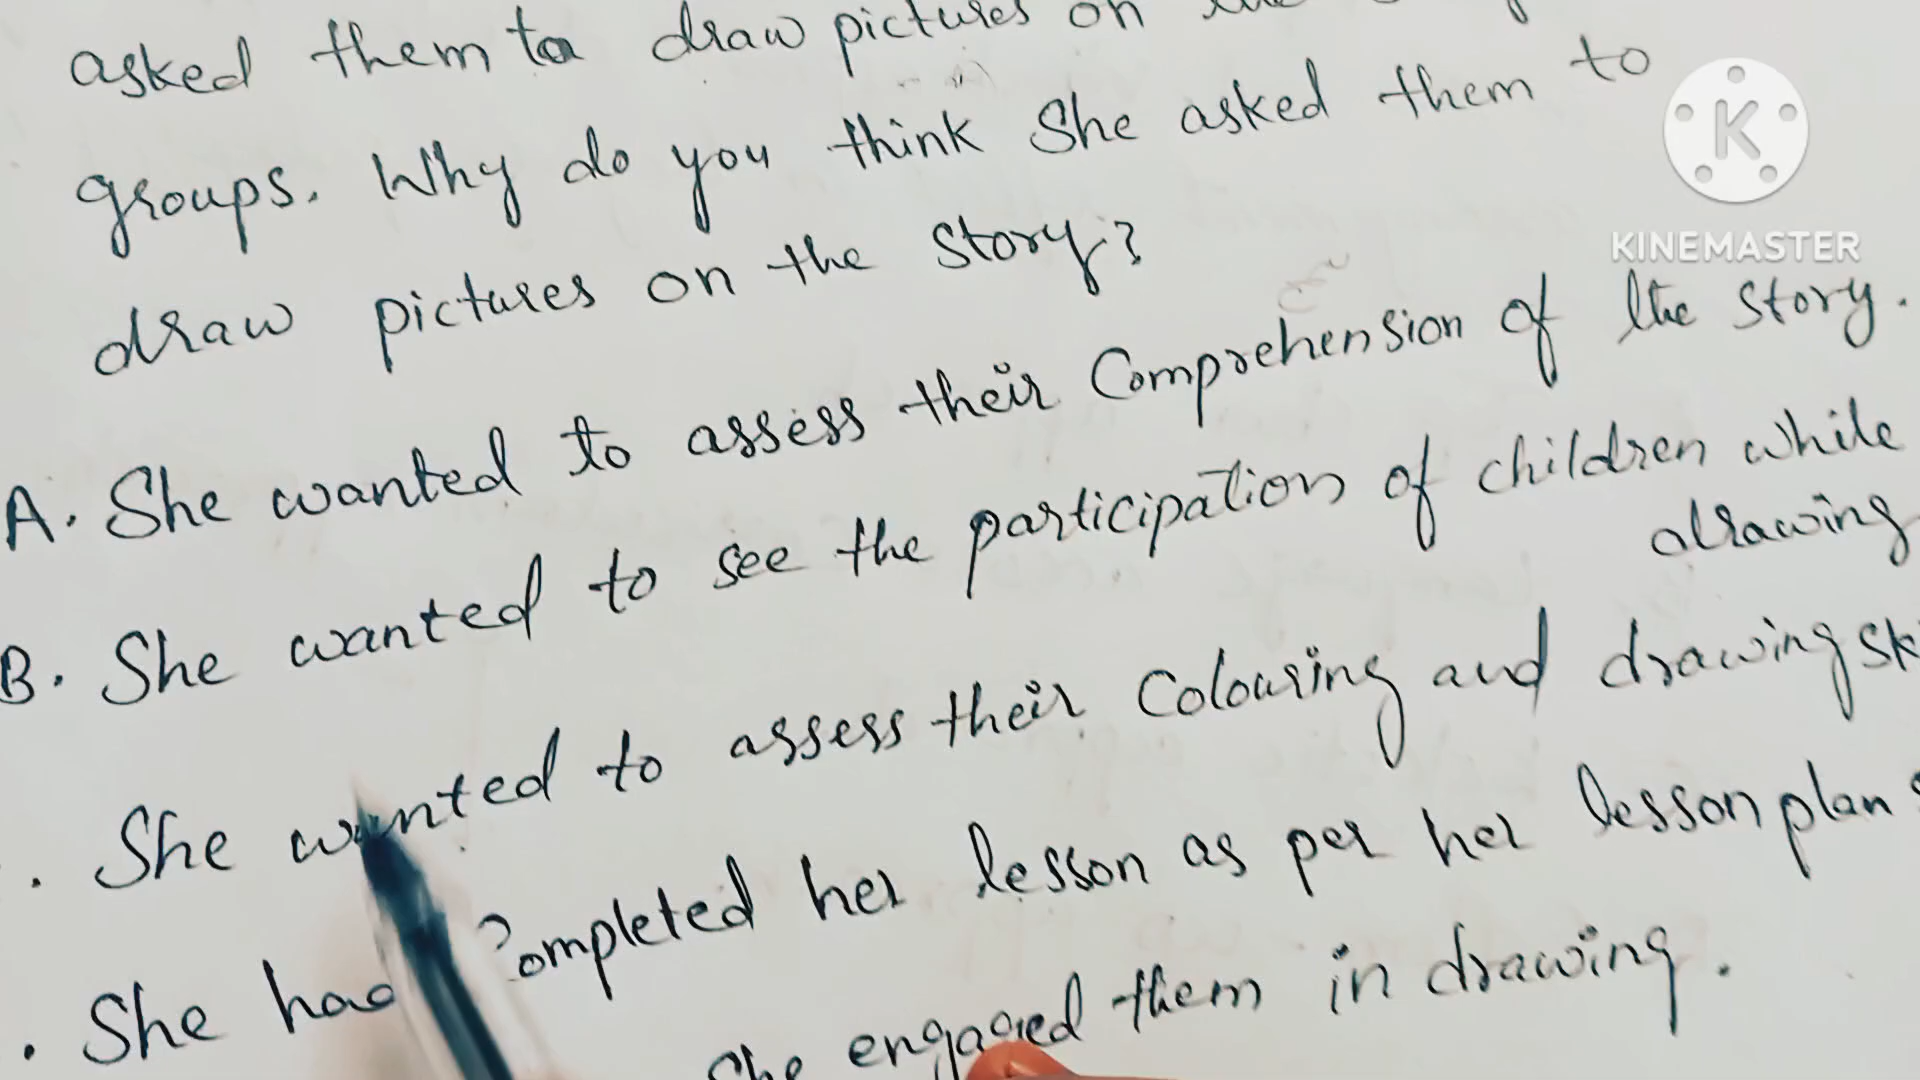 asked them to draw pictures on
groups. Why do you think She asked them to
draw pictures on the Story?
A. She wanted to assess their Comprehension of the story.
B. She wanted to see the participation of children while
drawing
. She wanted to assess their Colouring and drawing
. She had Completed her lesson as per her lesson plan
She engaged them in drawing.
K
KINEMASTER